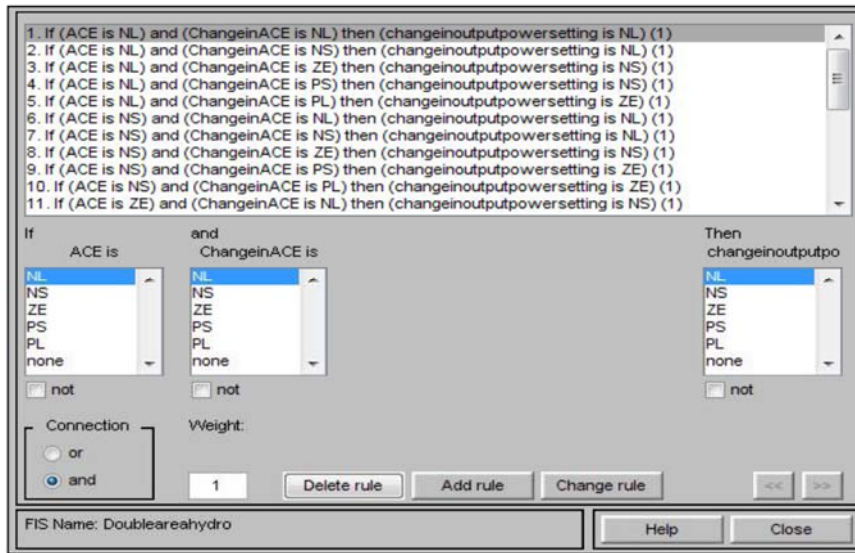 1. If (ACE is NL) and (ChangeinACE is NL) then (changeinoutputpowersetting is NL) (1)
2. If (ACE is NL) and (ChangeinACE is NS) then (changeinoutputpowersetting is NL) (1)
3. If (ACE is NL) and (ChangeinACE is ZE) then (changeinoutputpowersetting is NS) (1)
4. If (ACE is NL) and (ChangeinACE is PS) then (changeinoutputpowersetting is NS) (1)
5. If (ACE is NL) and (ChangeinACE is PL) then (changeinoutputpowersetting is ZE) (1)
6. If (ACE is NS) and (ChangeinACE is NL) then (changeinoutputpowersetting is NL) (1)
7. If (ACE is NS) and (ChangeinACE is NS) then (changeinoutputpowersetting is NL) (1)
8. If (ACE is NS) and (ChangeinACE is ZE) then (changeinoutputpowersetting is NS) (1)
9. If (ACE is NS) and (ChangeinACE is PS) then (changeinoutputpowersetting is ZE) (1)
10. If (ACE is NS) and (ChangeinACE is PL) then (changeinoutputpowersetting is ZE) (1)
11. If (ACE is ZE) and (ChangeinACE is NL) then (changeinoutputpowersetting is NS) (1)
If and Then
ACE is ChangeinACE is changeinoutputpo
NL NL NL
NS NS NS
ZE ZE ZE
PS PS PS
PL PL PL
none none none
not not not
Connection Weight:
or
and 1 Delete rule Add rule Change rule << >>
FIS Name: Doubleareahydro Help Close